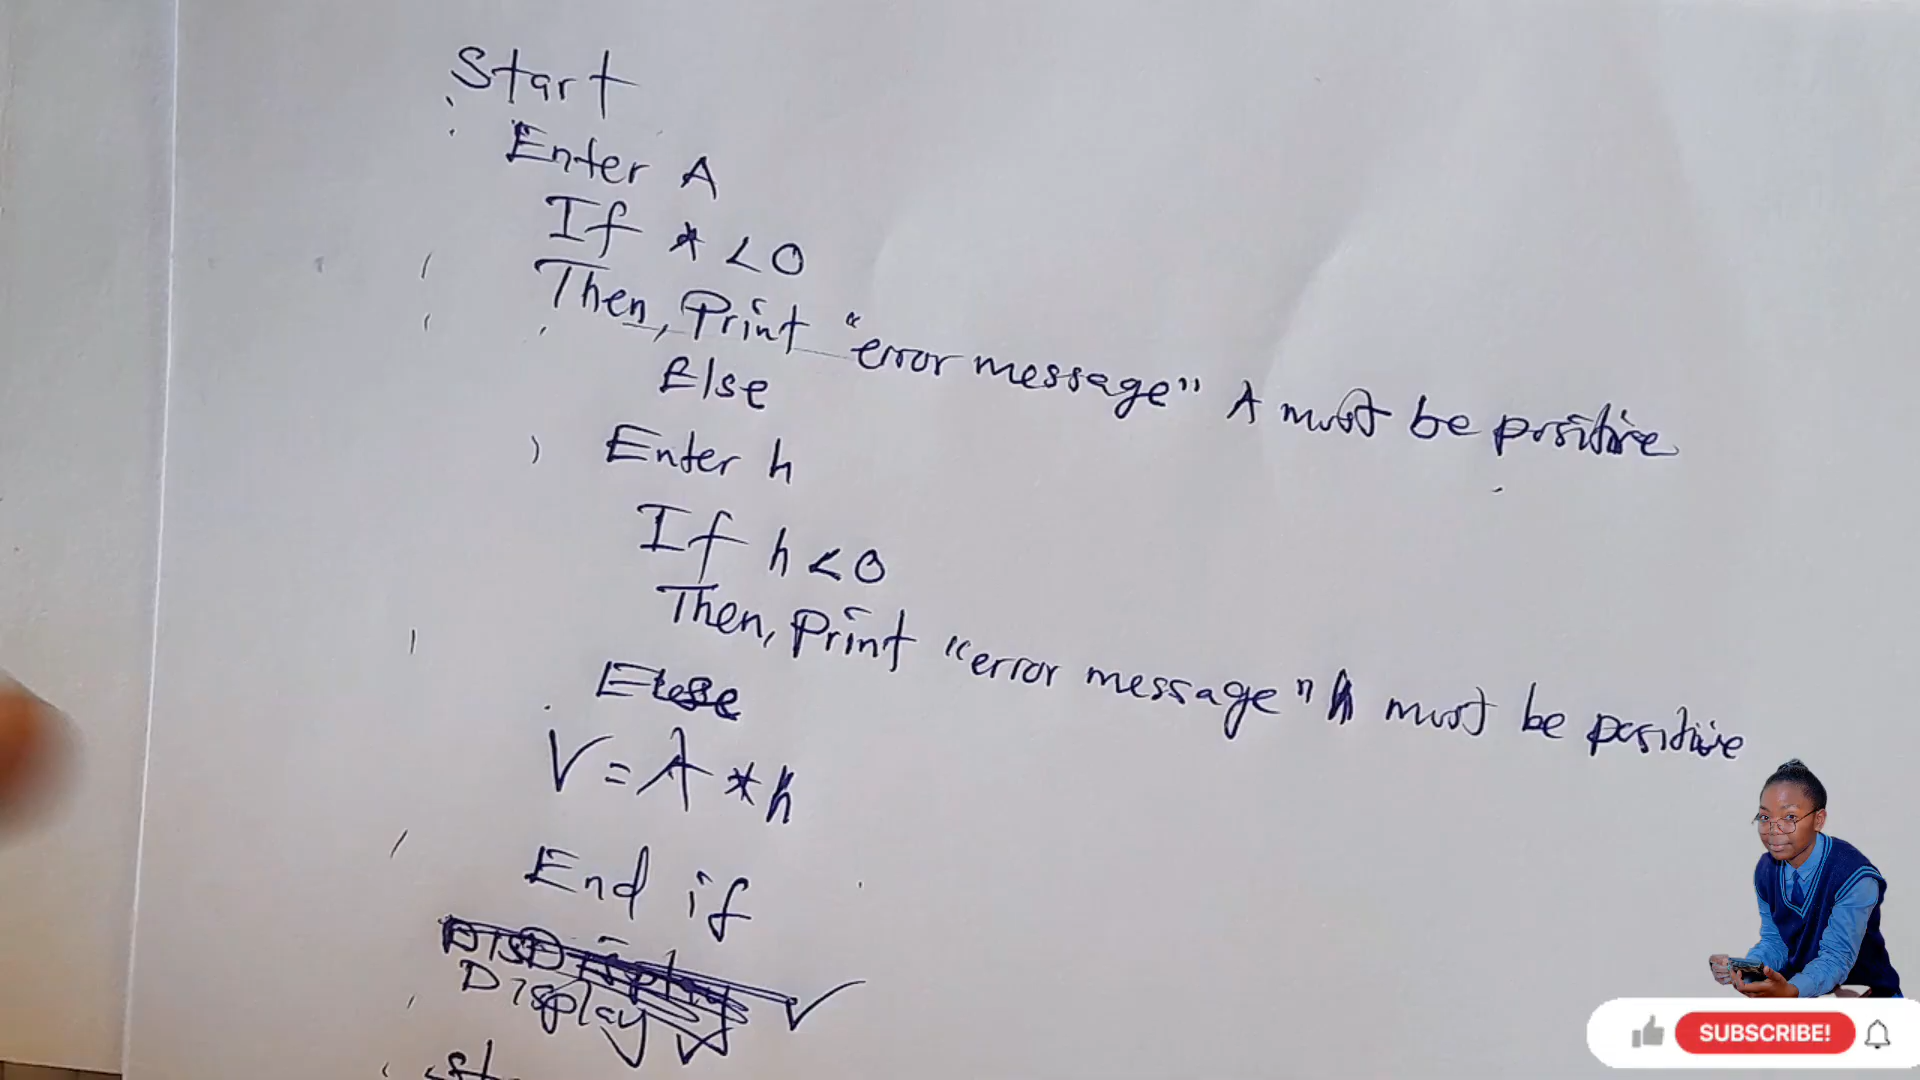 Start
Enter A
If A < 0
Then, Print "error message" A must be positive
Else
Enter h
If h < 0
Then, Print "error message" h must be positive
Else
V = A * h
End if
Display V
SUBSCRIBE!